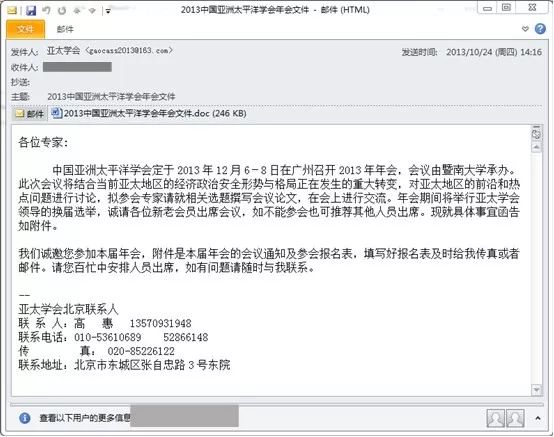 2013中国亚洲太平洋学会年会文件 - 邮件 (HTML)
文件 邮件
发件人: 亚太学会 <gaocass2013@163.com>
发送时间: 2013/10/24 (周四) 14:16
收件人:
抄送:
主题: 2013中国亚洲太平洋学会年会文件
邮件 2013中国亚洲太平洋学会年会文件.doc (246 KB)
各位专家:
中国亚洲太平洋学会定于 2013 年 12 月 6-8 日在广州召开 2013 年年会，会议由暨南大学承办。
此次会议将结合当前亚太地区的经济政治安全形势与格局正在发生的重大转变，对亚太地区的前沿和热
点问题进行讨论，拟参会专家请就相关选题撰写会议论文，在会上进行交流。年会期间将举行亚太学会
领导的换届选举，诚请各位新老会员出席会议，如不能参会也可推荐其他人员出席。现就具体事宜函告
如附件。
我们诚邀您参加本届年会，附件是本届年会的会议通知及参会报名表，填写好报名表及时给我传真或者
邮件。请您百忙中安排人员出席，如有问题请随时与我联系。
--
亚太学会北京联系人
联 系 人: 高 惠 13570931948
联系电话: 010-53610689 52866148
传 真: 020-85226122
联系地址: 北京市东城区张自忠路 3 号东院
查看以下用户的更多信息